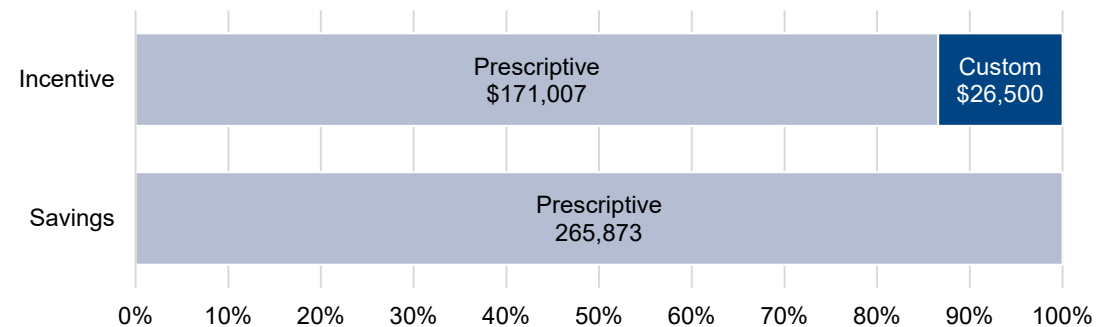 Incentive
Prescriptive
$171,007
Custom
$26,500
Savings
Prescriptive
265,873
0% 10% 20% 30% 40% 50% 60% 70% 80% 90% 100%